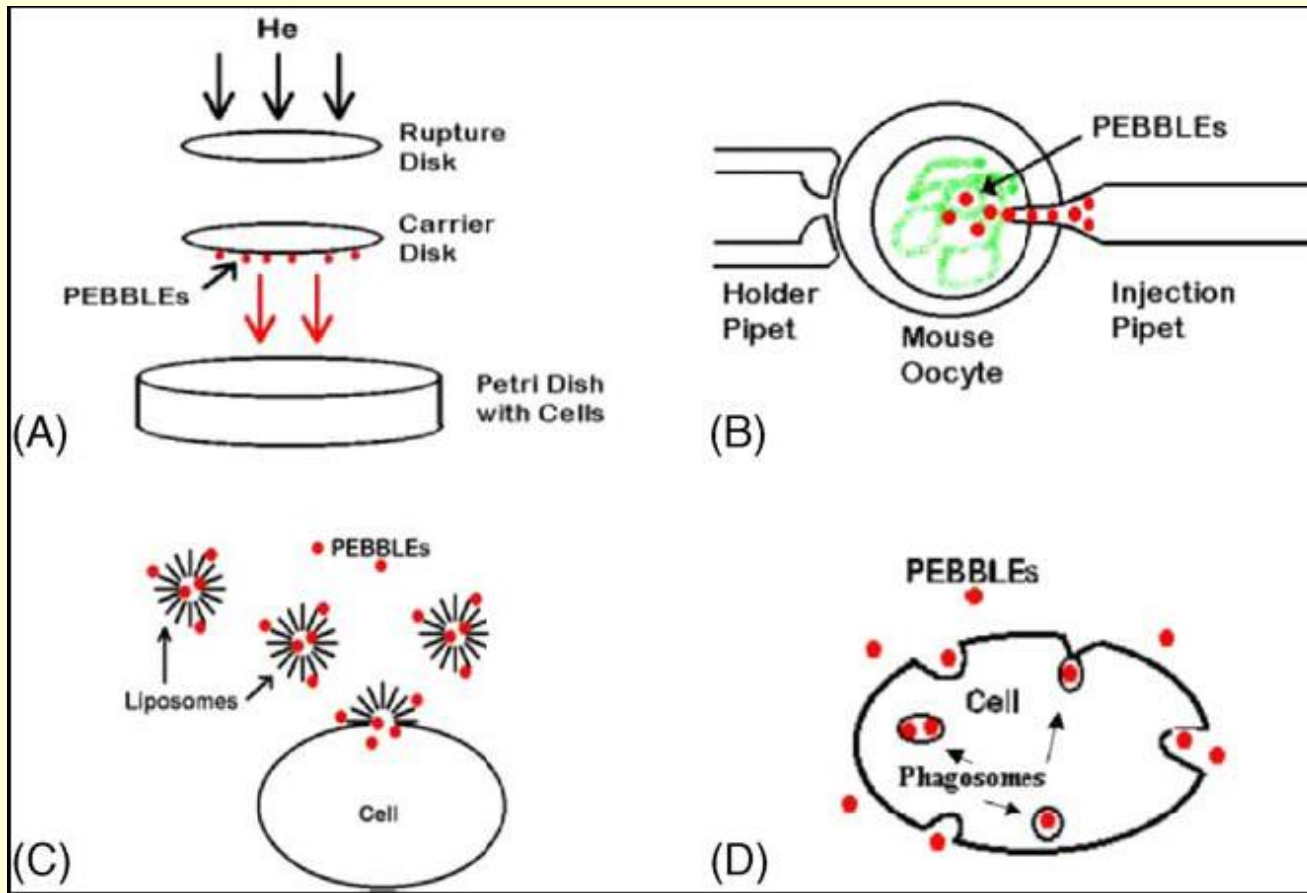 He
Rupture
Disk
Carrier
Disk
PEBBLEs
Petri Dish
with Cells
(A)
PEBBLEs
Holder
Pipet
Mouse
Oocyte
Injection
Pipet
(B)
PEBBLEs
Liposomes
Cell
(C)
PEBBLEs
Cell
Phagosomes
(D)